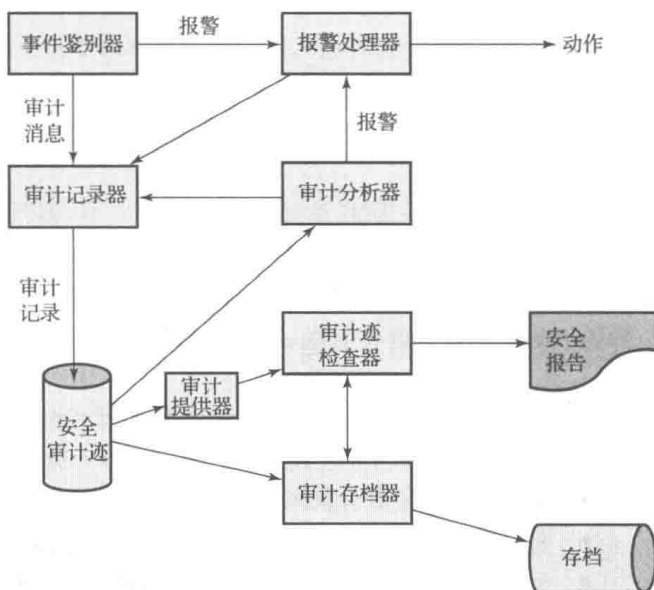 事件鉴别器
报警
报警处理器
动作
审计
消息
报警
审计记录器
审计分析器
审计
记录
审计迹
检查器
安全
报告
审计
提供器
安全
审计迹
审计存档器
存档